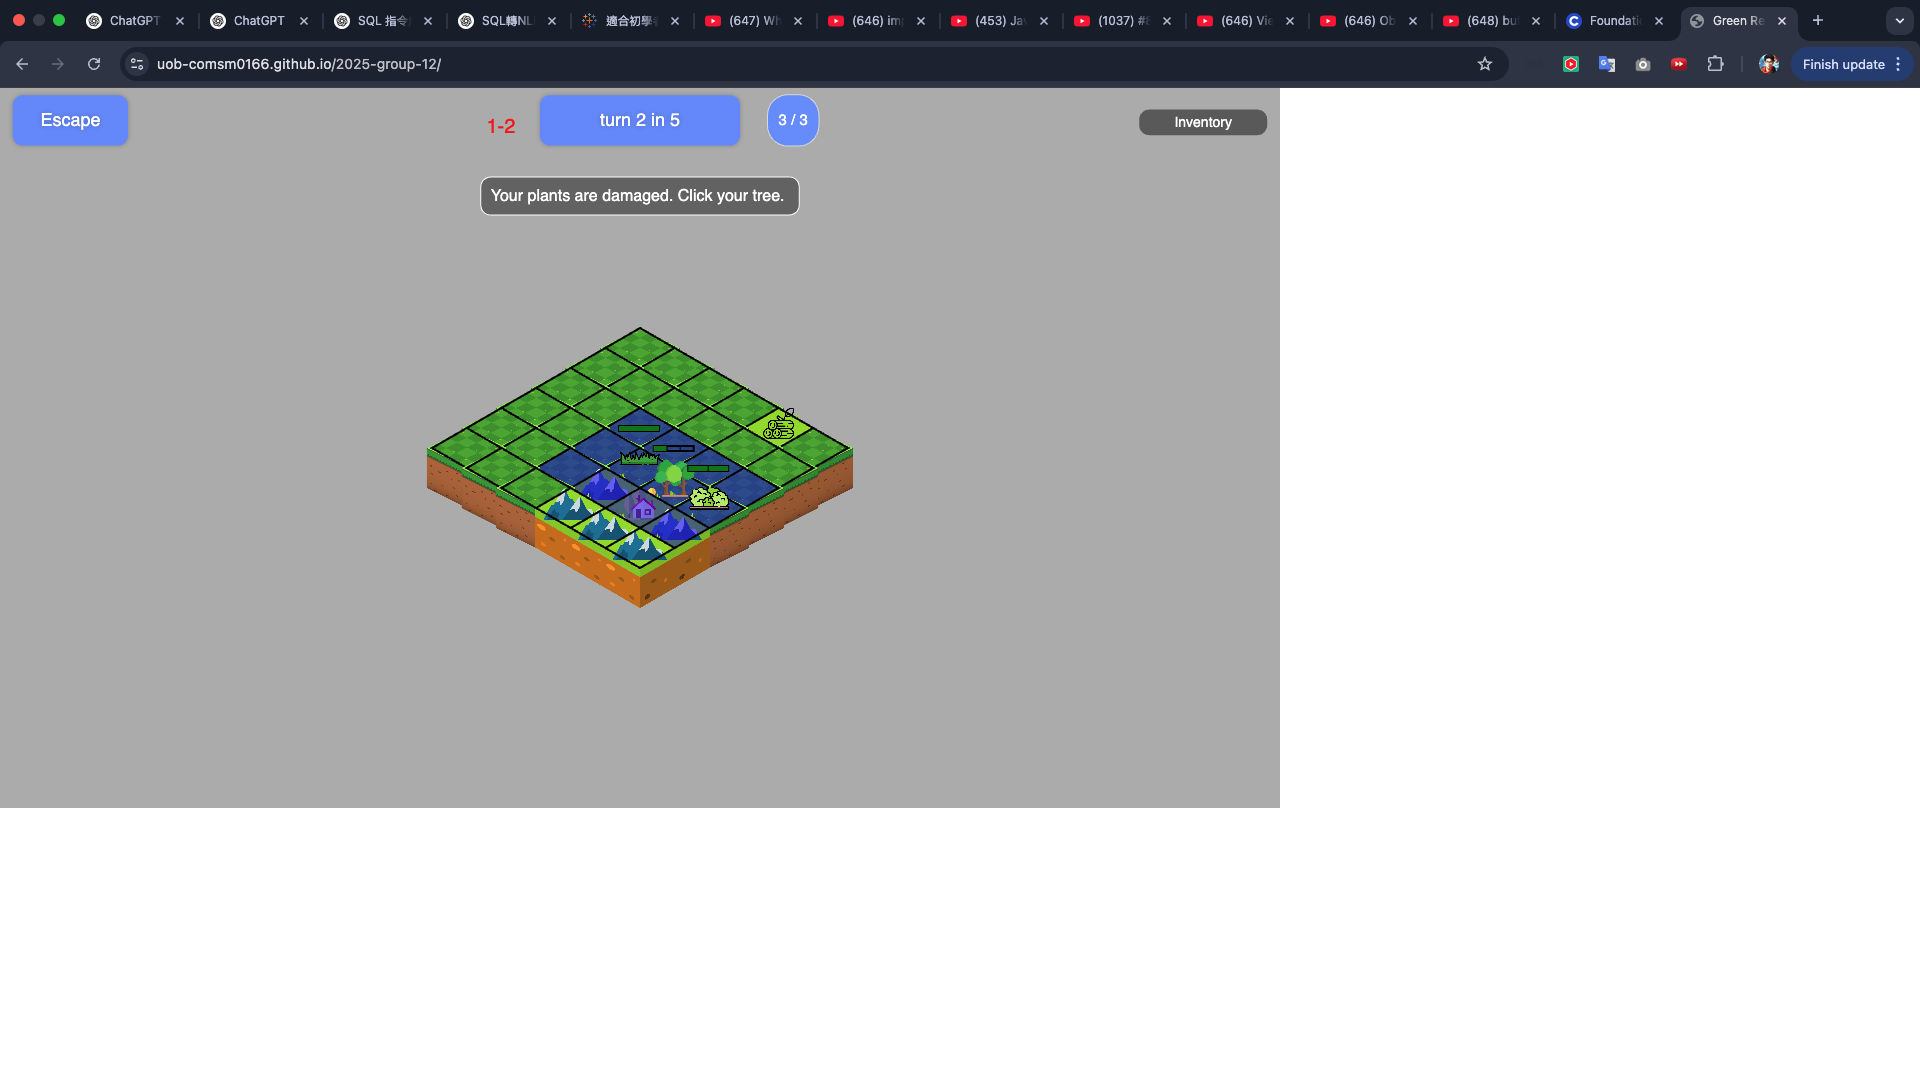 ChatGPT
ChatGPT
SQL 指令
SQL轉NL
適合初學
(647) Wh
(646) im
(453) Ja
(1037) #
(646) Vie
(646) Ob
(648) bu
Foundati
Green Re
uob-comsm0166.github.io/2025-group-12/
Finish update
Escape
1-2
turn 2 in 5
3 / 3
Inventory
Your plants are damaged. Click your tree.